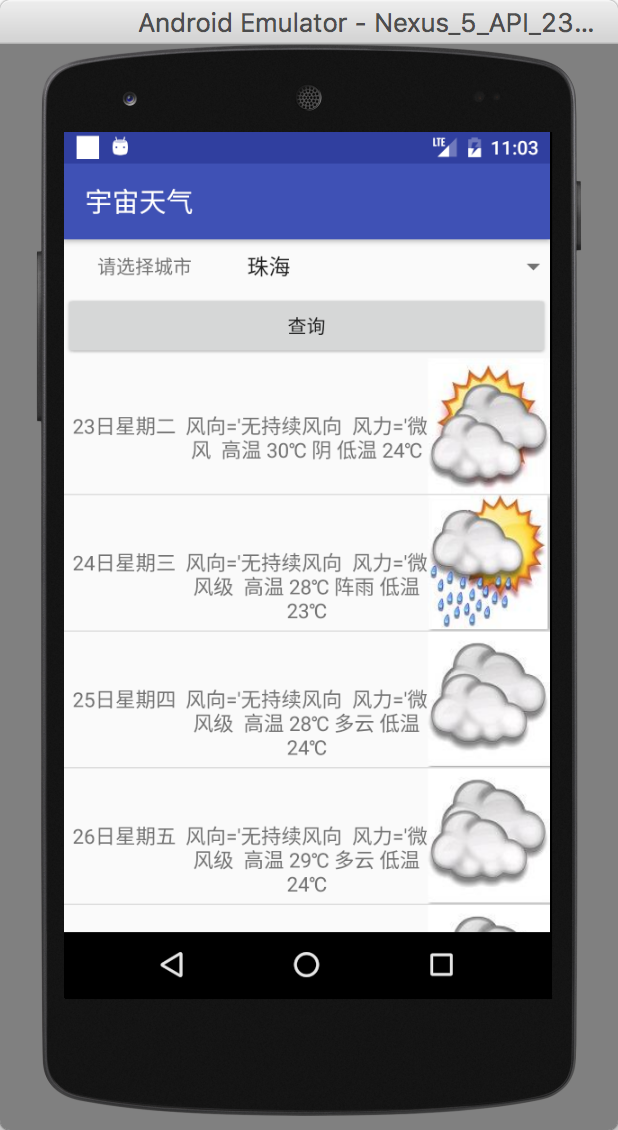 Android Emulator - Nexus_5_API_23...
LTE 11:03
宇宙天气
请选择城市 珠海
查询
23日星期二 风向='无持续风向 风力='微
风 高温 30℃ 阴 低温 24℃
24日星期三 风向='无持续风向 风力='微
风级 高温 28℃ 阵雨 低温
23℃
25日星期四 风向='无持续风向 风力='微
风级 高温 28℃ 多云 低温
24℃
26日星期五 风向='无持续风向 风力='微
风级 高温 29℃ 多云 低温
24℃